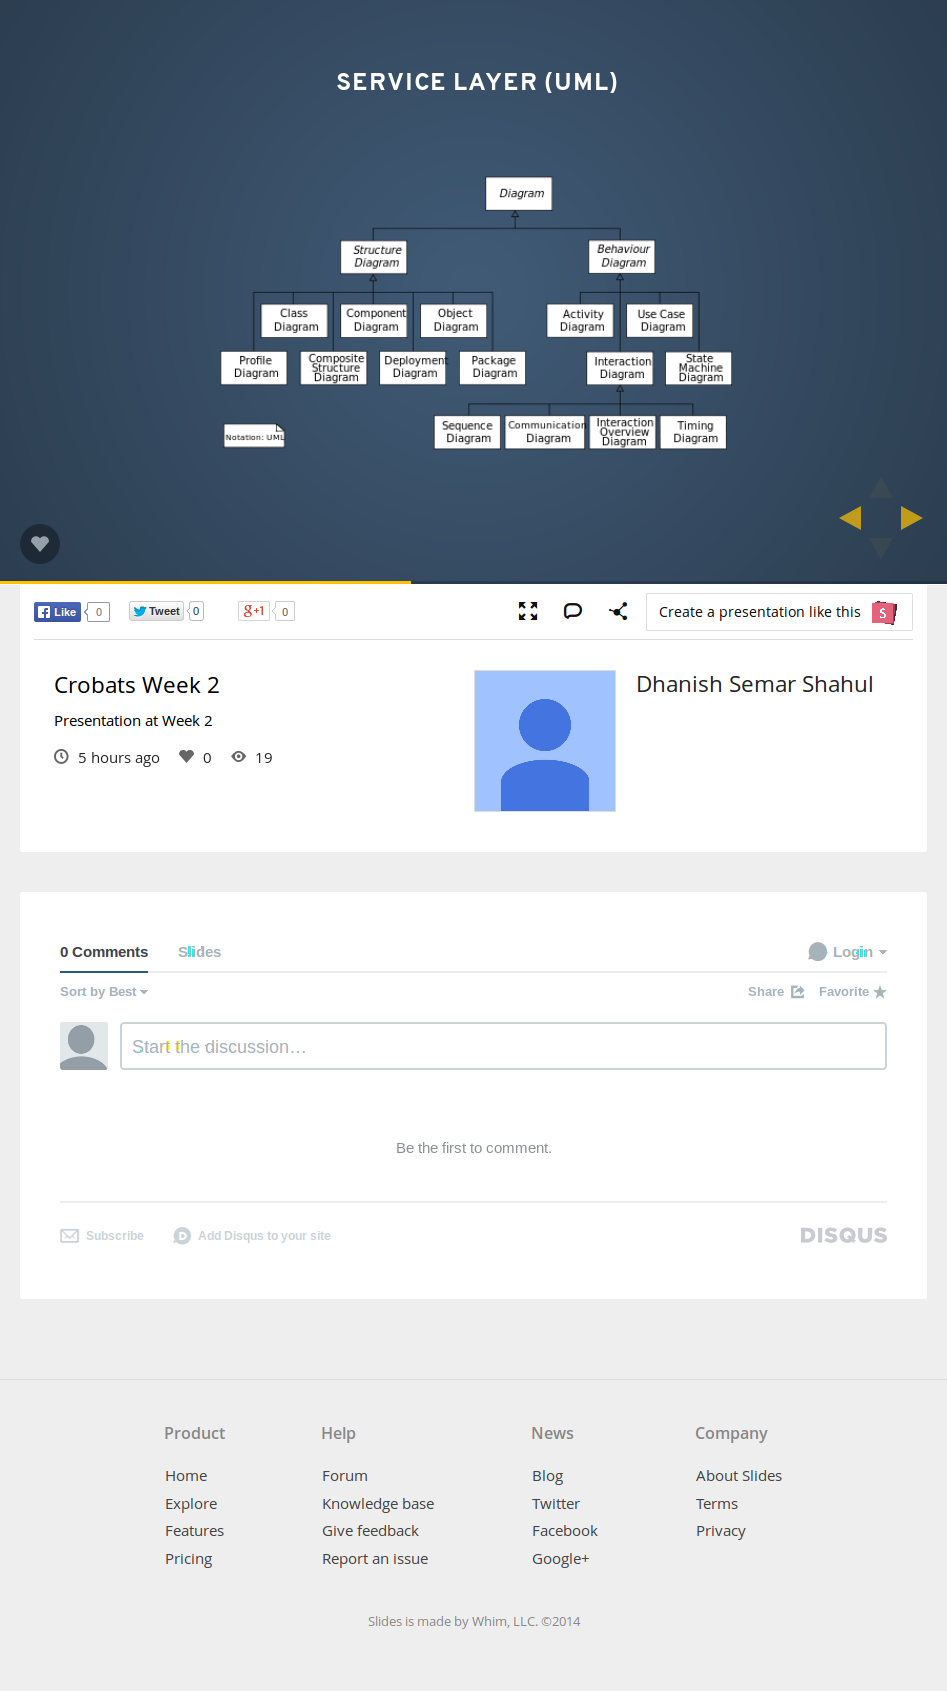 SERVICE LAYER (UML)
Diagram
Structure
Diagram
Behaviour
Diagram
Class
Diagram
Component
Diagram
Object
Diagram
Activity
Diagram
Use Case
Diagram
Profile
Diagram
Composite
Structure
Diagram
Deployment
Diagram
Package
Diagram
Interaction
Diagram
State
Machine
Diagram
Sequence
Diagram
Communication
Diagram
Interaction
Overview
Diagram
Timing
Diagram
Notation: UML
Like 0 Tweet 0 g+1 0 Create a presentation like this S
Crobats Week 2
Dhanish Semar Shahul
Presentation at Week 2
5 hours ago 0 19
0 Comments Slides Login
Sort by Best Share Favorite
Start the discussion…
Be the first to comment.
Subscribe D Add Disqus to your site DISQUS
Product Help News Company
Home Forum Blog About Slides
Explore Knowledge base Twitter Terms
Features Give feedback Facebook Privacy
Pricing Report an issue Google+
Slides is made by Whim, LLC. ©2014